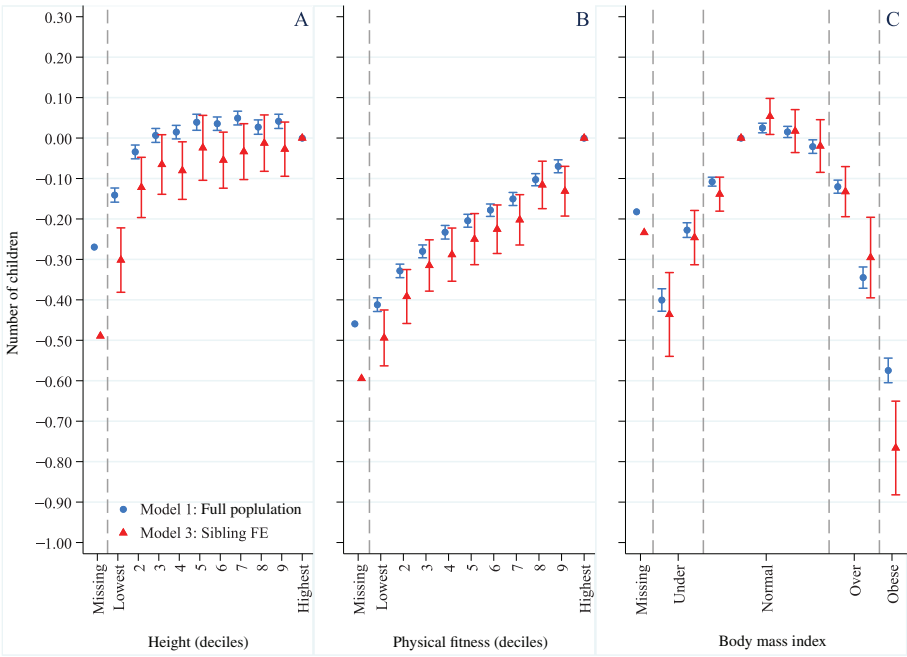 A
B
C
Number of children
0.30
0.20
0.10
0.00
−0.10
−0.20
−0.30
−0.40
−0.50
−0.60
−0.70
−0.80
−0.90
−1.00
Model 1: Full poplulation
Model 3: Sibling FE
Missing
Lowest
2
3
4
5
6
7
8
9
Highest
Missing
Lowest
2
3
4
5
6
7
8
9
Highest
Missing
Under
Normal
Over
Obese
Height (deciles)
Physical fitness (deciles)
Body mass index